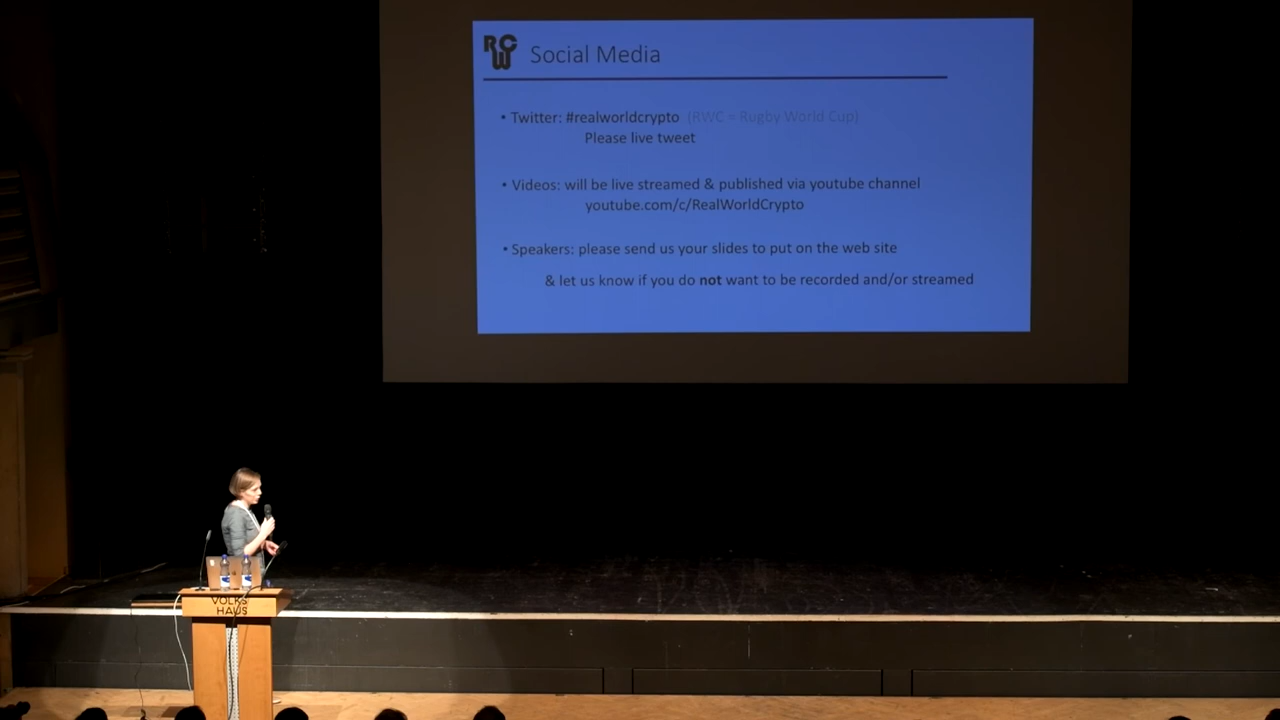 RCW
Social Media
• Twitter: #realworldcrypto (RWC = Rugby World Cup)
Please live tweet
• Videos: will be live streamed & published via youtube channel
youtube.com/c/RealWorldCrypto
• Speakers: please send us your slides to put on the web site
& let us know if you do not want to be recorded and/or streamed
VOLKS
HAUS